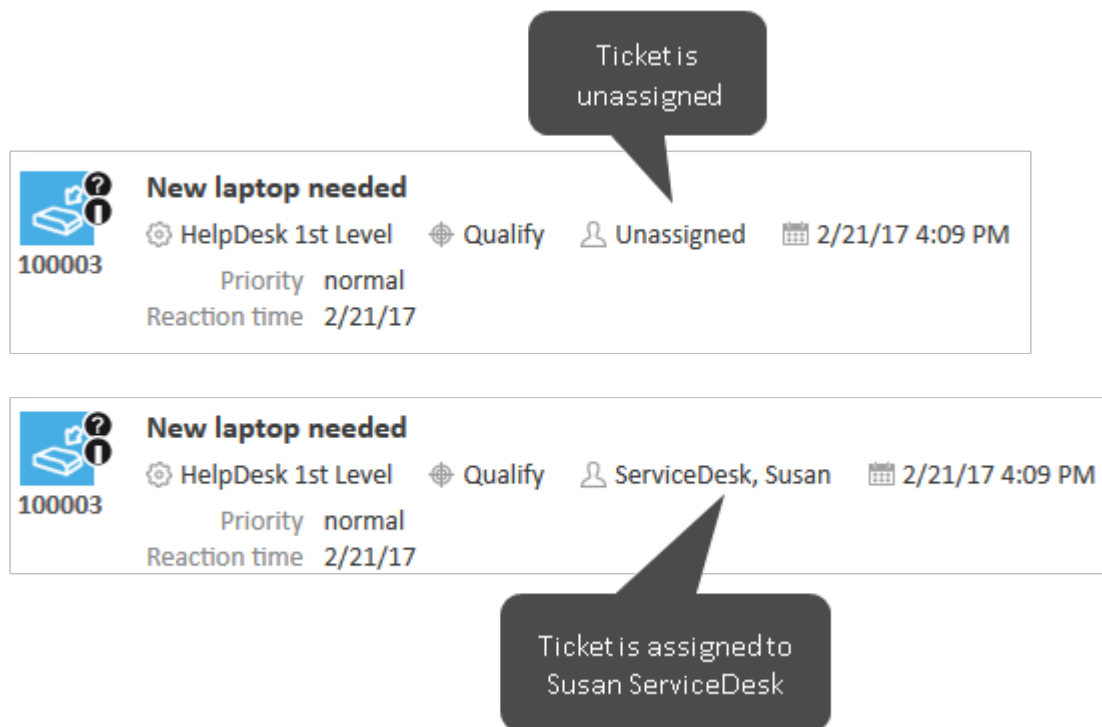 Ticket is
unassigned
New laptop needed
HelpDesk 1st Level Qualify Unassigned 2/21/17 4:09 PM
100003
Priority normal
Reaction time 2/21/17
New laptop needed
HelpDesk 1st Level Qualify ServiceDesk, Susan 2/21/17 4:09 PM
100003
Priority normal
Reaction time 2/21/17
Ticket is assigned to
Susan ServiceDesk